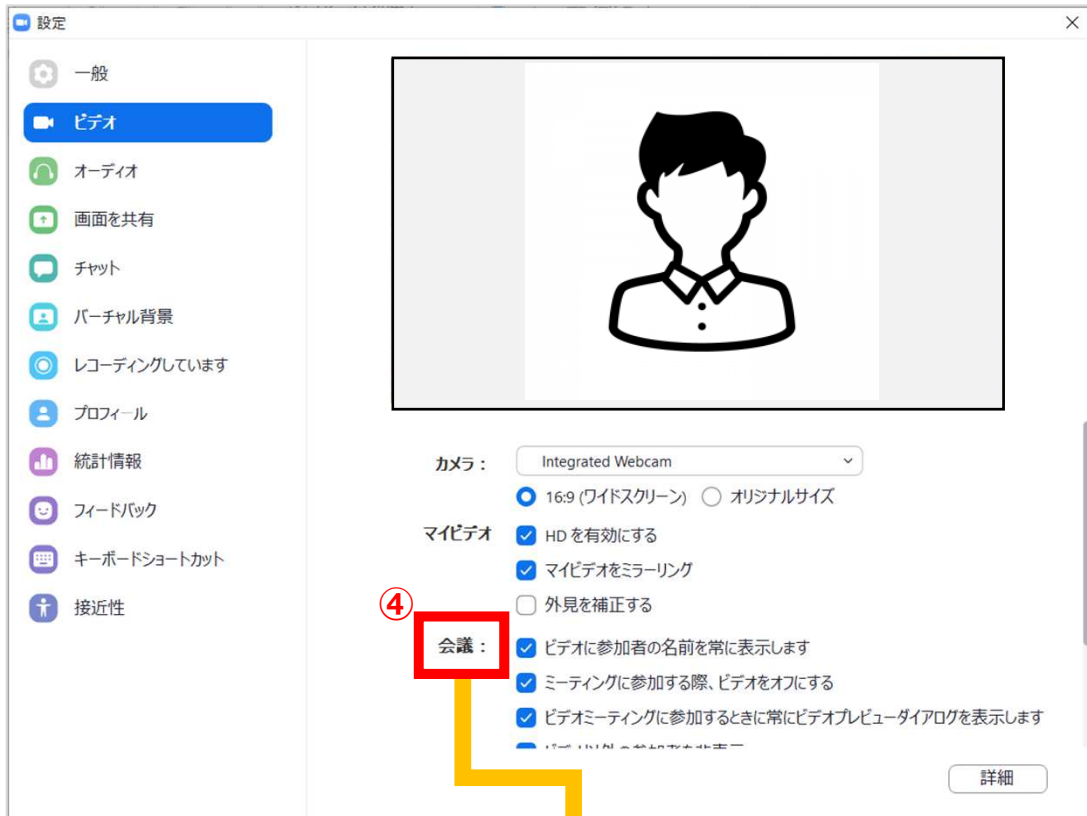 設定
一般
ビデオ
オーディオ
画面を共有
チャット
バーチャル背景
レコーディングしています
プロフィール
統計情報
フィードバック
キーボードショートカット
接近性
カメラ：
Integrated Webcam
16:9 (ワイドスクリーン)
オリジナルサイズ
マイビデオ
HD を有効にする
マイビデオをミラーリング
外見を補正する
④
会議：
ビデオに参加者の名前を常に表示します
ミーティングに参加する際、ビデオをオフにする
ビデオミーティングに参加するときに常にビデオプレビューダイアログを表示します
詳細